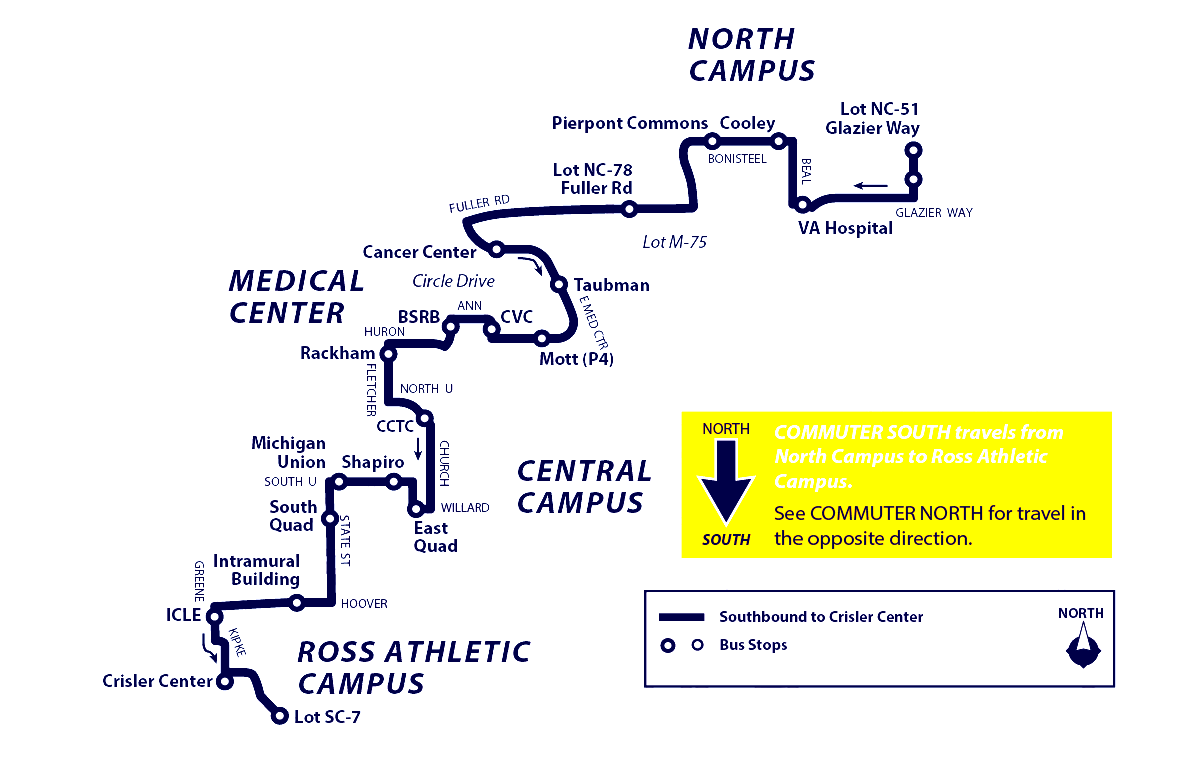 NORTH
CAMPUS
Lot NC-51
Glazier Way
Pierpont Commons
Cooley
BONISTEEL
BEAL
Lot NC-78
Fuller Rd
GLAZIER WAY
VA Hospital
FULLER RD
Lot M-75
Cancer Center
Circle Drive
Taubman
MEDICAL
CENTER
E MED CTR
ANN
BSRB
CVC
HURON
Rackham
Mott (P4)
FLETCHER
NORTH U
CCTC
CHURCH
Michigan
Union
Shapiro
SOUTH U
CENTRAL
CAMPUS
WILLARD
South
Quad
STATE ST
East
Quad
Intramural
Building
GREENE
HOOVER
ICLE
KIPKE
ROSS ATHLETIC
CAMPUS
Crisler Center
Lot SC-7
NORTH
SOUTH
COMMUTER SOUTH travels from
North Campus to Ross Athletic
Campus.
See COMMUTER NORTH for travel in
the opposite direction.
Southbound to Crisler Center
Bus Stops
NORTH